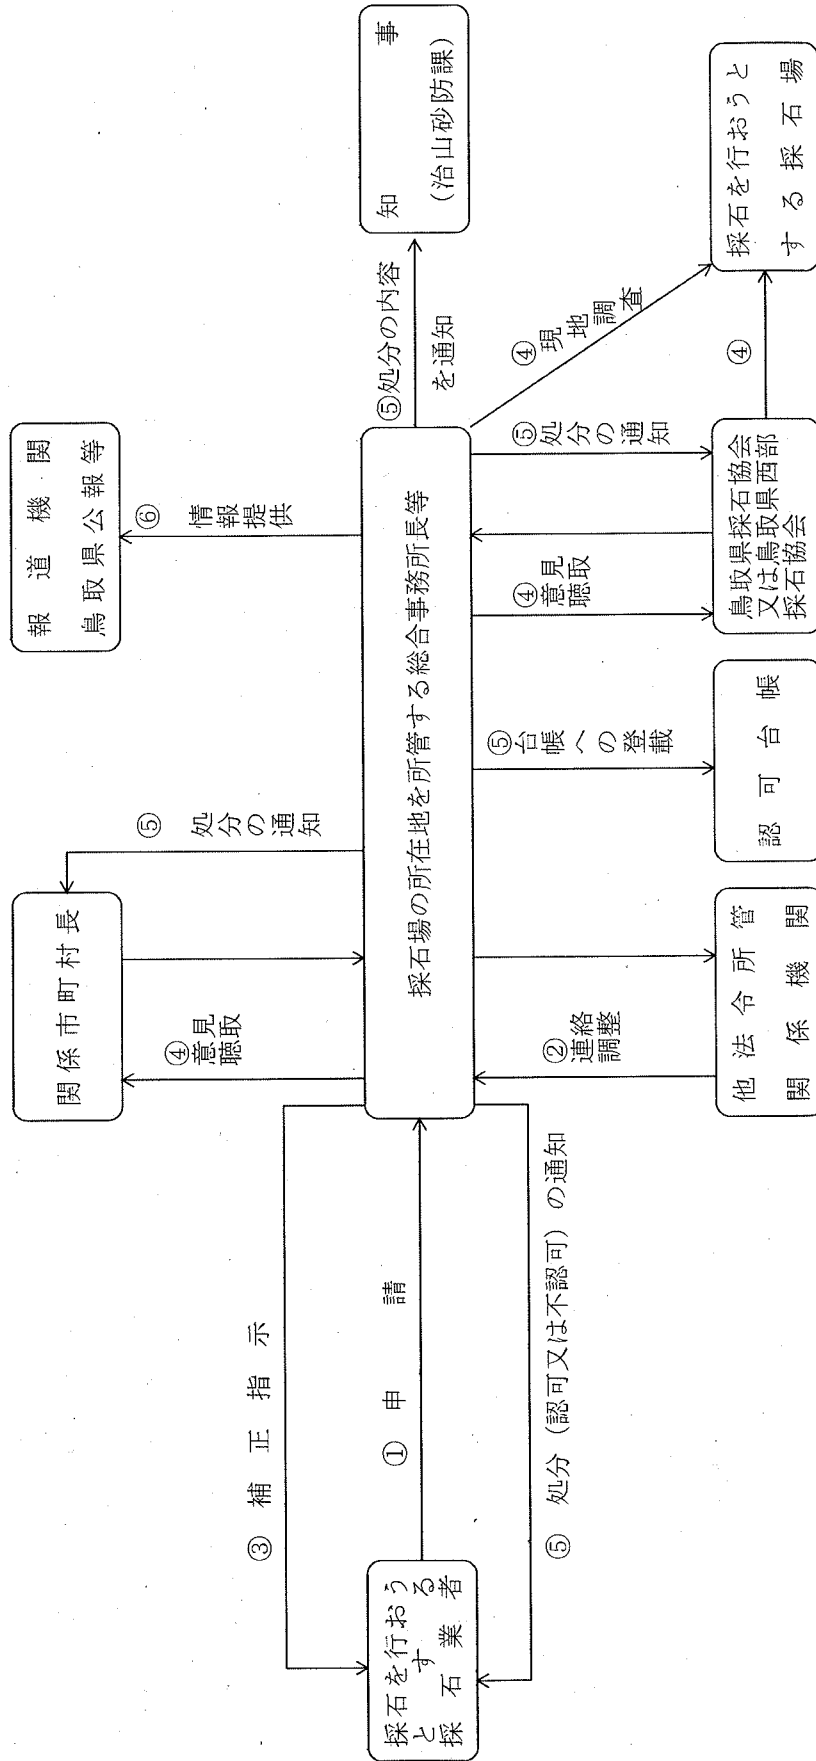 採石を行おう
とする
採石業者
③ 補正指示
① 申請
⑤ 処分（認可又は不認可）の通知
関係市町村長
④意見
聴取
⑤ 処分の
通知
報道機関
鳥取県公報等
⑥ 情報
提供
採石場の所在地を所管する総合事務所長等
②連絡
調整
他法令所管
関係機関
⑤台帳への
登載
認可台帳
④意見
聴取
⑤処分の
通知
鳥取県採石協会
又は鳥取県西部
採石協会
⑤処分の内容
を通知
知事
(治山砂防課)
④現地調査
④
採石を行おうと
する採石場